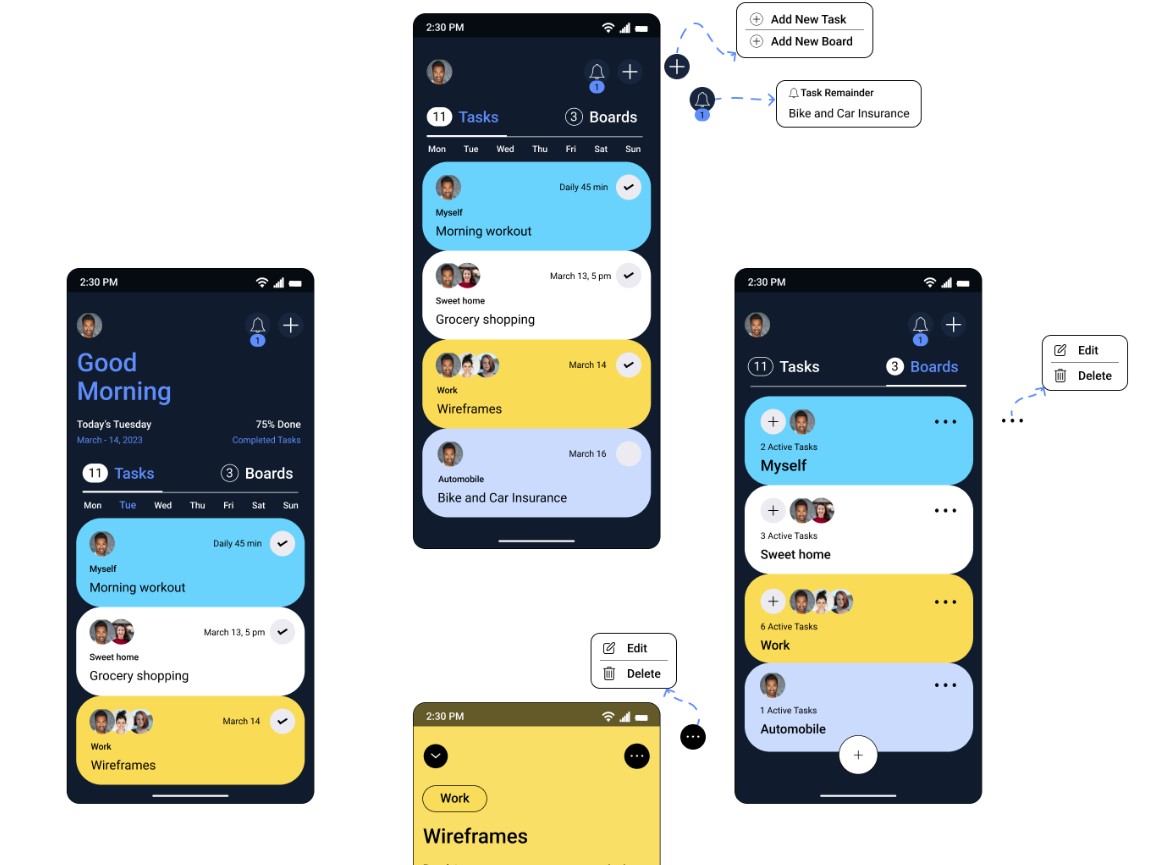 2:30 PM
1
Good
Morning
Today's Tuesday
75% Done
March - 14, 2023
Completed Tasks
11 Tasks
3 Boards
Mon Tue Wed Thu Fri Sat Sun
Daily 45 min
Myself
Morning workout
March 13, 5 pm
Sweet home
Grocery shopping
March 14
Work
Wireframes
2:30 PM
1
11 Tasks
3 Boards
Mon Tue Wed Thu Fri Sat Sun
Daily 45 min
Myself
Morning workout
March 13, 5 pm
Sweet home
Grocery shopping
March 14
Work
Wireframes
March 16
Automobile
Bike and Car Insurance
Add New Task
Add New Board
1
Task Remainder
Bike and Car Insurance
Edit
Delete
2:30 PM
Work
Wireframes
2:30 PM
1
11 Tasks
3 Boards
2 Active Tasks
Myself
3 Active Tasks
Sweet home
6 Active Tasks
Work
1 Active Tasks
Automobile
Edit
Delete